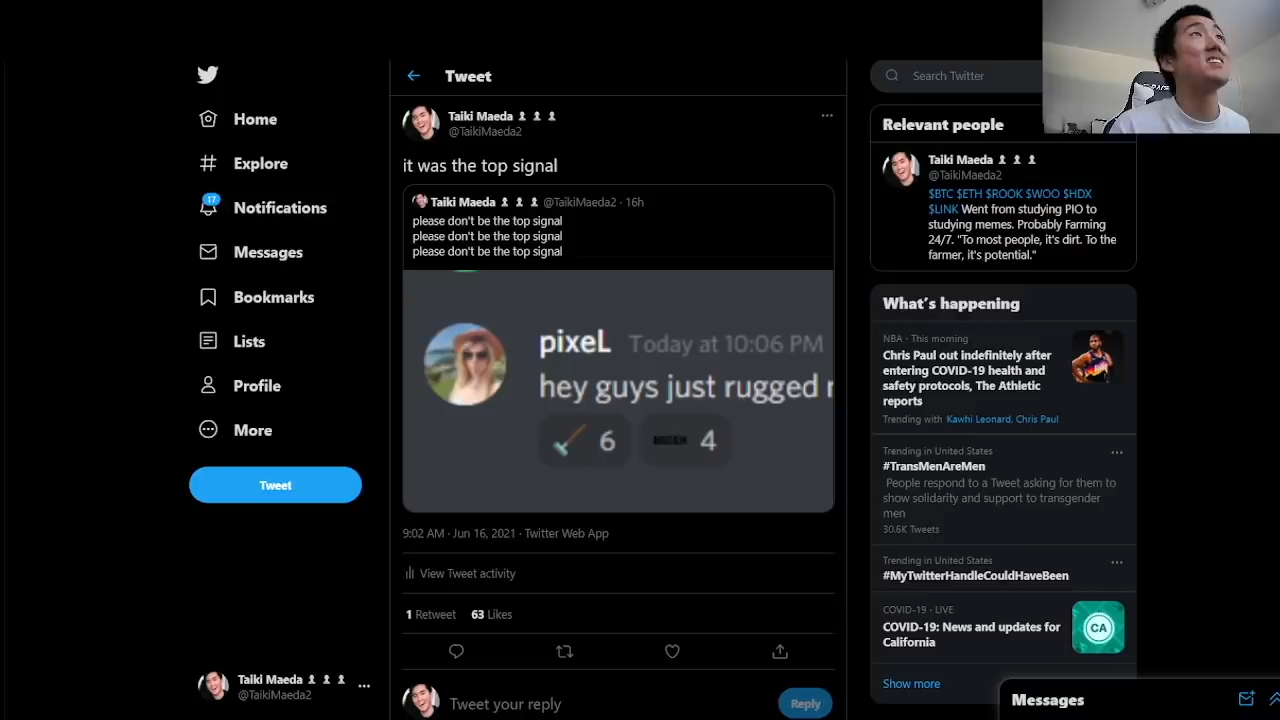 Home
Explore
17
Notifications
Messages
Bookmarks
Lists
Profile
More
Tweet
Taiki Maeda
@TaikiMaeda2
Tweet
Taiki Maeda
@TaikiMaeda2
it was the top signal
Taiki Maeda @TaikiMaeda2 · 16h
please don't be the top signal
please don't be the top signal
please don't be the top signal
pixeL Today at 10:06 PM
hey guys just rugged
6 4
9:02 AM · Jun 16, 2021 · Twitter Web App
View Tweet activity
1 Retweet 63 Likes
Tweet your reply
Reply
Search Twitter
Relevant people
Taiki Maeda
@TaikiMaeda2
$BTC $ETH $ROOK $WOO $HDX
$LINK Went from studying PIO to
studying memes. Probably Farming
24/7. "To most people, it's dirt. To the
farmer, it's potential."
What's happening
NBA · This morning
Chris Paul out indefinitely after
entering COVID-19 health and
safety protocols, The Athletic
reports
Trending with Kawhi Leonard, Chris Paul
Trending in United States
#TransMenAreMen
People respond to a Tweet asking for them to
show solidarity and support to transgender
men
30.6K Tweets
Trending in United States
#MyTwitterHandleCouldHaveBeen
COVID-19 · LIVE
COVID-19: News and updates for
California
CA
Show more
Messages